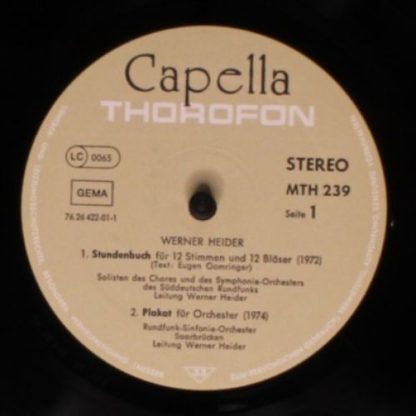 Capella
THOROFON
LC 0065
STEREO
GEMA
MTH 239
76.26 422-01-1
Seite 1
WERNER HEIDER
1. Stundenbuch für 12 Stimmen und 12 Bläser (1972)
(Text: Eugen Gomringer)
Solisten des Chores und des Symphonie-Orchesters
des Süddeutschen Rundfunks
Leitung Werner Heider
2. Plakat für Orchester (1974)
Rundfunk-Sinfonie-Orchester
Saarbrücken
Leitung Werner Heider
33